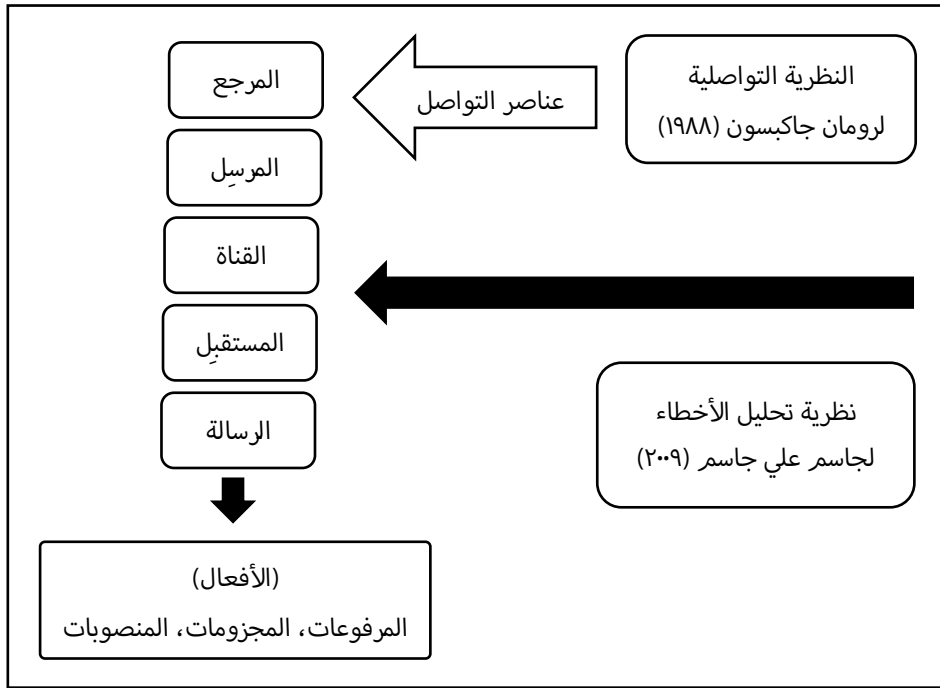 النظرية التواصلية
لرومان جاكبسون (١٩٨٨)
عناصر التواصل
المرجع
المرسِل
القناة
المستقبِل
الرسالة
نظرية تحليل الأخطاء
لجاسم علي جاسم (٢٠٠٩)
(الأفعال)
المرفوعات، المجزومات، المنصوبات